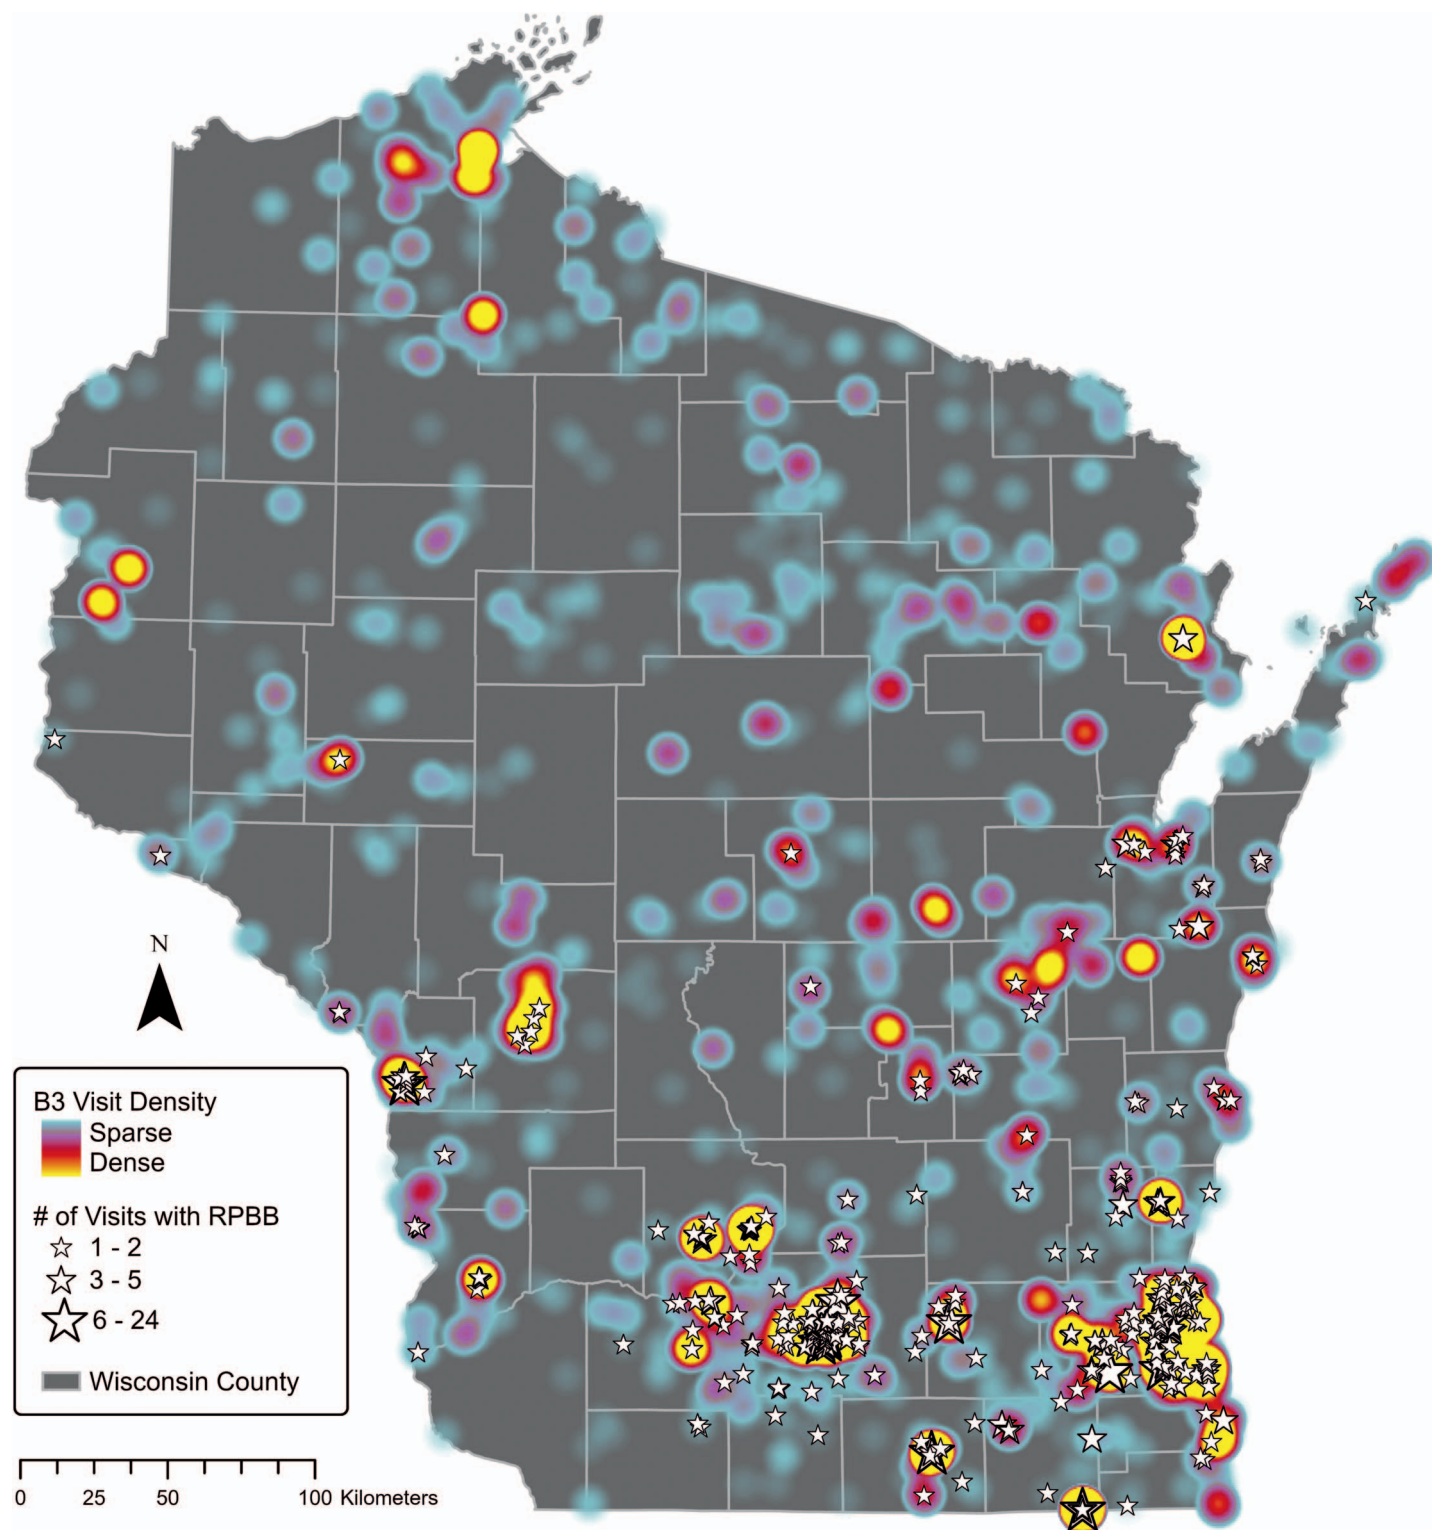 N
B3 Visit Density
Sparse
Dense
# of Visits with RPBB
1 - 2
3 - 5
6 - 24
Wisconsin County
0 25 50 100 Kilometers